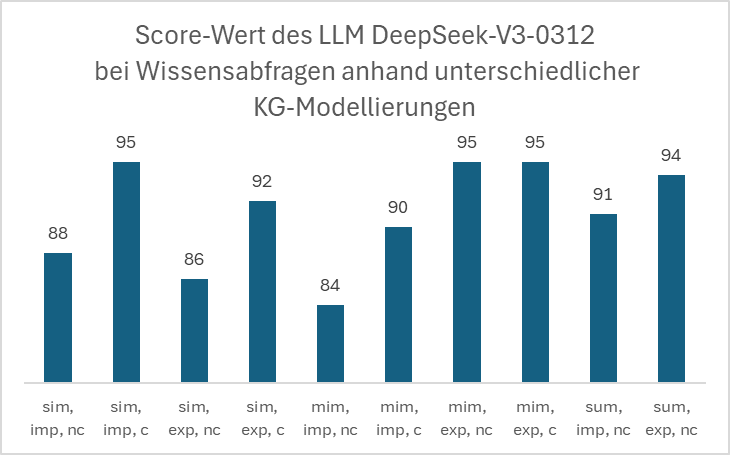 Score-Wert des LLM DeepSeek-V3-0312
bei Wissensabfragen anhand unterschiedlicher
KG-Modellierungen
88
95
86
92
84
90
95
95
91
94
sim,
imp, nc
sim,
imp, c
sim,
exp, nc
sim,
exp, c
mim,
imp, nc
mim,
imp, c
mim,
exp, nc
mim,
exp, c
sum,
imp, nc
sum,
exp, nc